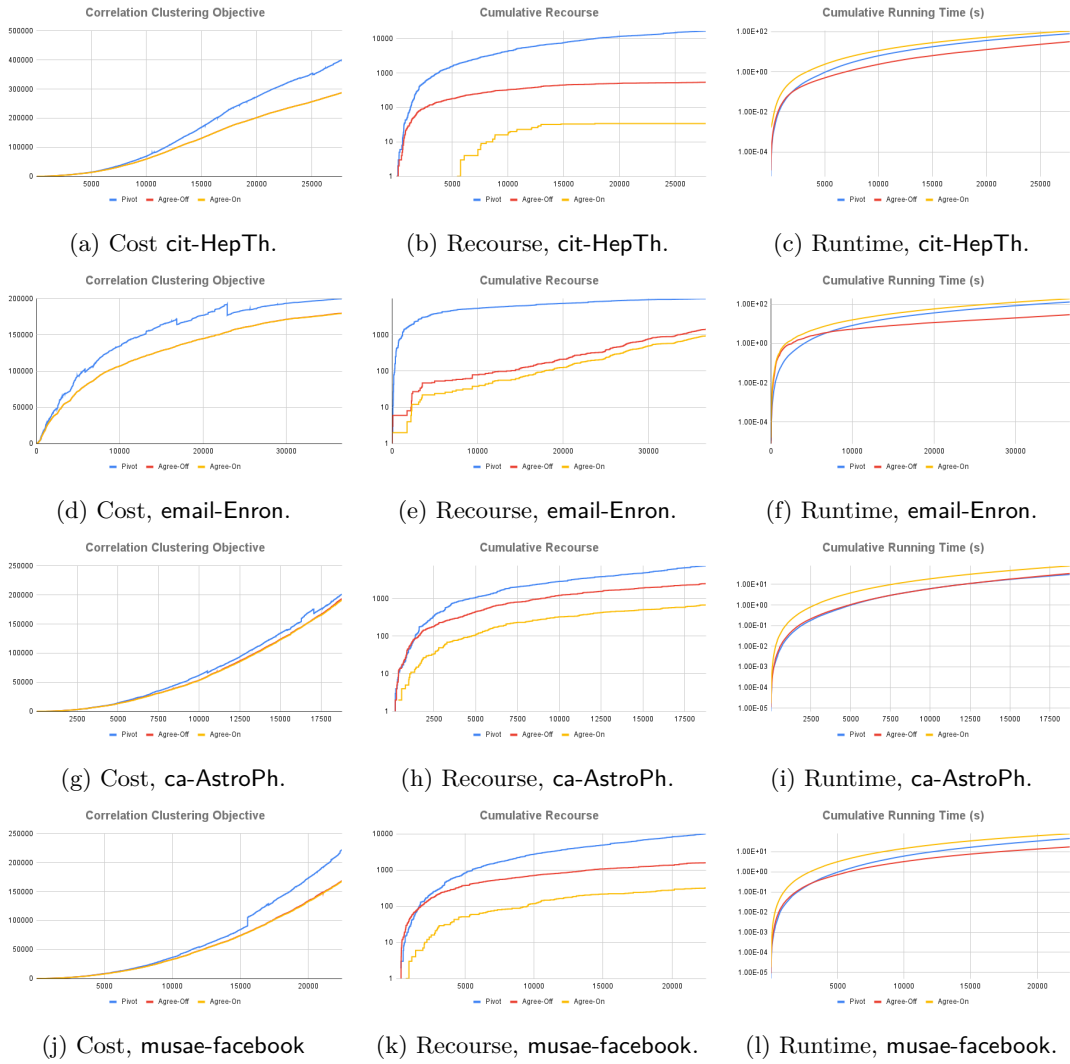 Correlation Clustering Objective
Cumulative Recourse
Cumulative Running Time (s)
500000
400000
300000
200000
100000
0
5000 10000 15000 20000 25000
Pivot Agree-Off Agree-On
10000
1000
100
10
1
5000 10000 15000 20000 25000
Pivot Agree-Off Agree-On
1.00E+02
1.00E+00
1.00E-02
1.00E-04
5000 10000 15000 20000 25000
Pivot Agree-Off Agree-On
(a) Cost cit-HepTh.
(b) Recourse, cit-HepTh.
(c) Runtime, cit-HepTh.
Correlation Clustering Objective
Cumulative Recourse
Cumulative Running Time (s)
200000
150000
100000
50000
0
0 10000 20000 30000
Pivot Agree-Off Agree-On
1000
100
10
1
10000 20000 30000
Pivot Agree-Off Agree-On
1.00E+02
1.00E+00
1.00E-02
1.00E-04
0 10000 20000 30000
Pivot Agree-Off Agree-On
(d) Cost, email-Enron.
(e) Recourse, email-Enron.
(f) Runtime, email-Enron.
Correlation Clustering Objective
Cumulative Recourse
Cumulative Running Time (s)
250000
200000
150000
100000
50000
0
2500 5000 7500 10000 12500 15000 17500
Pivot Agree-Off Agree-On
1000
100
10
1
2500 5000 7500 10000 12500 15000 17500
Pivot Agree-Off Agree-On
1.00E+01
1.00E+00
1.00E-01
1.00E-02
1.00E-03
1.00E-04
1.00E-05
2500 5000 7500 10000 12500 15000 17500
Pivot Agree-Off Agree-On
(g) Cost, ca-AstroPh.
(h) Recourse, ca-AstroPh.
(i) Runtime, ca-AstroPh.
Correlation Clustering Objective
Cumulative Recourse
Cumulative Running Time (s)
250000
200000
150000
100000
50000
0
5000 10000 15000 20000
Pivot Agree-Off Agree-On
10000
1000
100
10
1
5000 10000 15000 20000
Pivot Agree-Off Agree-On
1.00E+01
1.00E+00
1.00E-01
1.00E-02
1.00E-03
1.00E-04
1.00E-05
5000 10000 15000 20000
Pivot Agree-Off Agree-On
(j) Cost, musae-facebook
(k) Recourse, musae-facebook.
(l) Runtime, musae-facebook.